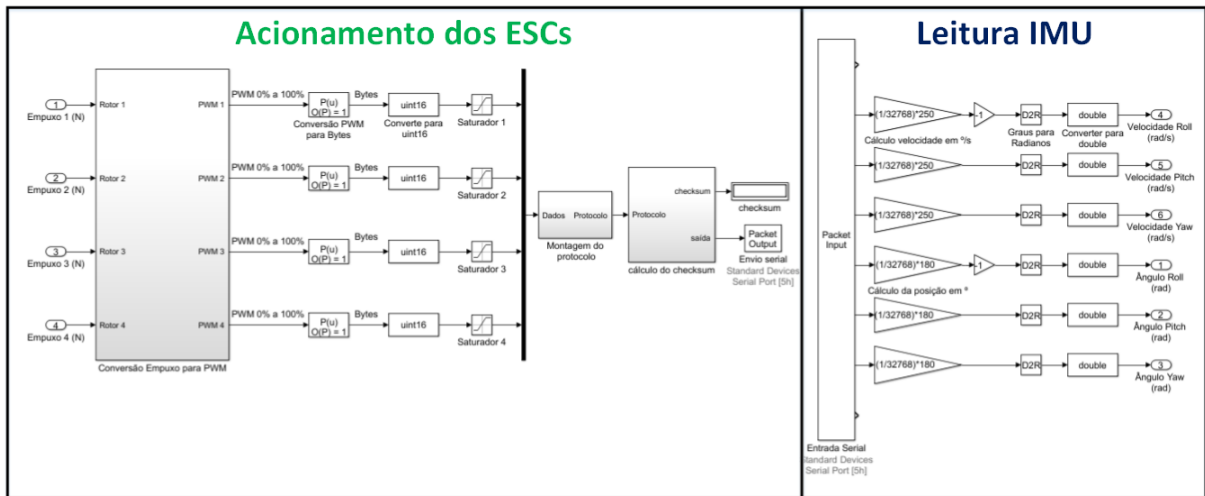 Acionamento dos ESCs
1
Empuxo 1 (N)
Rotor 1
PWM 1
PWM 0% a 100%
P(u)
O(P) = 1
Conversão PWM
para Bytes
Bytes
uint16
Converte para
uint16
Saturador 1
2
Empuxo 2 (N)
Rotor 2
PWM 2
PWM 0% a 100%
P(u)
O(P) = 1
Bytes
uint16
Saturador 2
3
Empuxo 3 (N)
Rotor 3
PWM 3
PWM 0% a 100%
P(u)
O(P) = 1
Bytes
uint16
Saturador 3
4
Empuxo 4 (N)
Rotor 4
PWM 4
PWM 0% a 100%
P(u)
O(P) = 1
Bytes
uint16
Saturador 4
Conversão Empuxo para PWM
Dados
Protocolo
Montagem do
protocolo
Protocolo
checksum
saída
cálculo do checksum
checksum
Packet
Output
Envio serial
Standard Devices
Serial Port [5h]
Leitura IMU
Packet
Input
Entrada Serial
Standard Devices
Serial Port [5h]
(1/32768)*250
Cálculo velocidade em º/s
-1
D2R
Graus para
Radianos
double
Converter para
double
4
Velocidade Roll
(rad/s)
(1/32768)*250
D2R
double
5
Velocidade Pitch
(rad/s)
(1/32768)*250
D2R
double
6
Velocidade Yaw
(rad/s)
(1/32768)*180
Cálculo da posição em º
-1
D2R
double
1
Ângulo Roll
(rad)
(1/32768)*180
D2R
double
2
Ângulo Pitch
(rad)
(1/32768)*180
D2R
double
3
Ângulo Yaw
(rad)